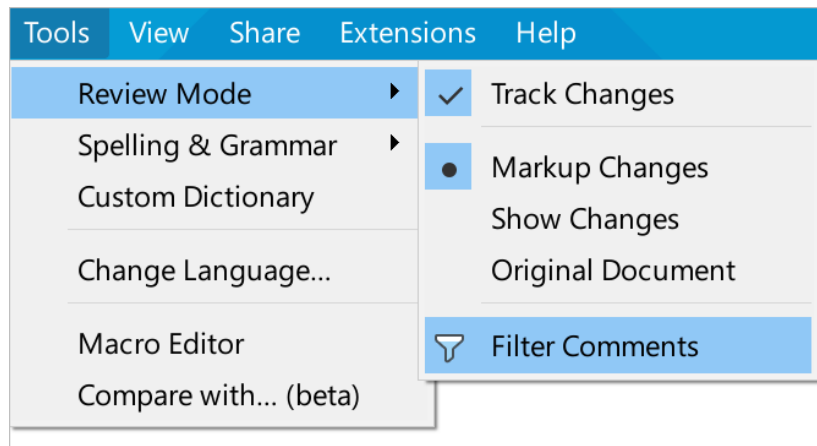 Tools View Share Extensions Help
Review Mode
Spelling & Grammar
Custom Dictionary
Change Language...
Macro Editor
Compare with... (beta)
Track Changes
Markup Changes
Show Changes
Original Document
Filter Comments